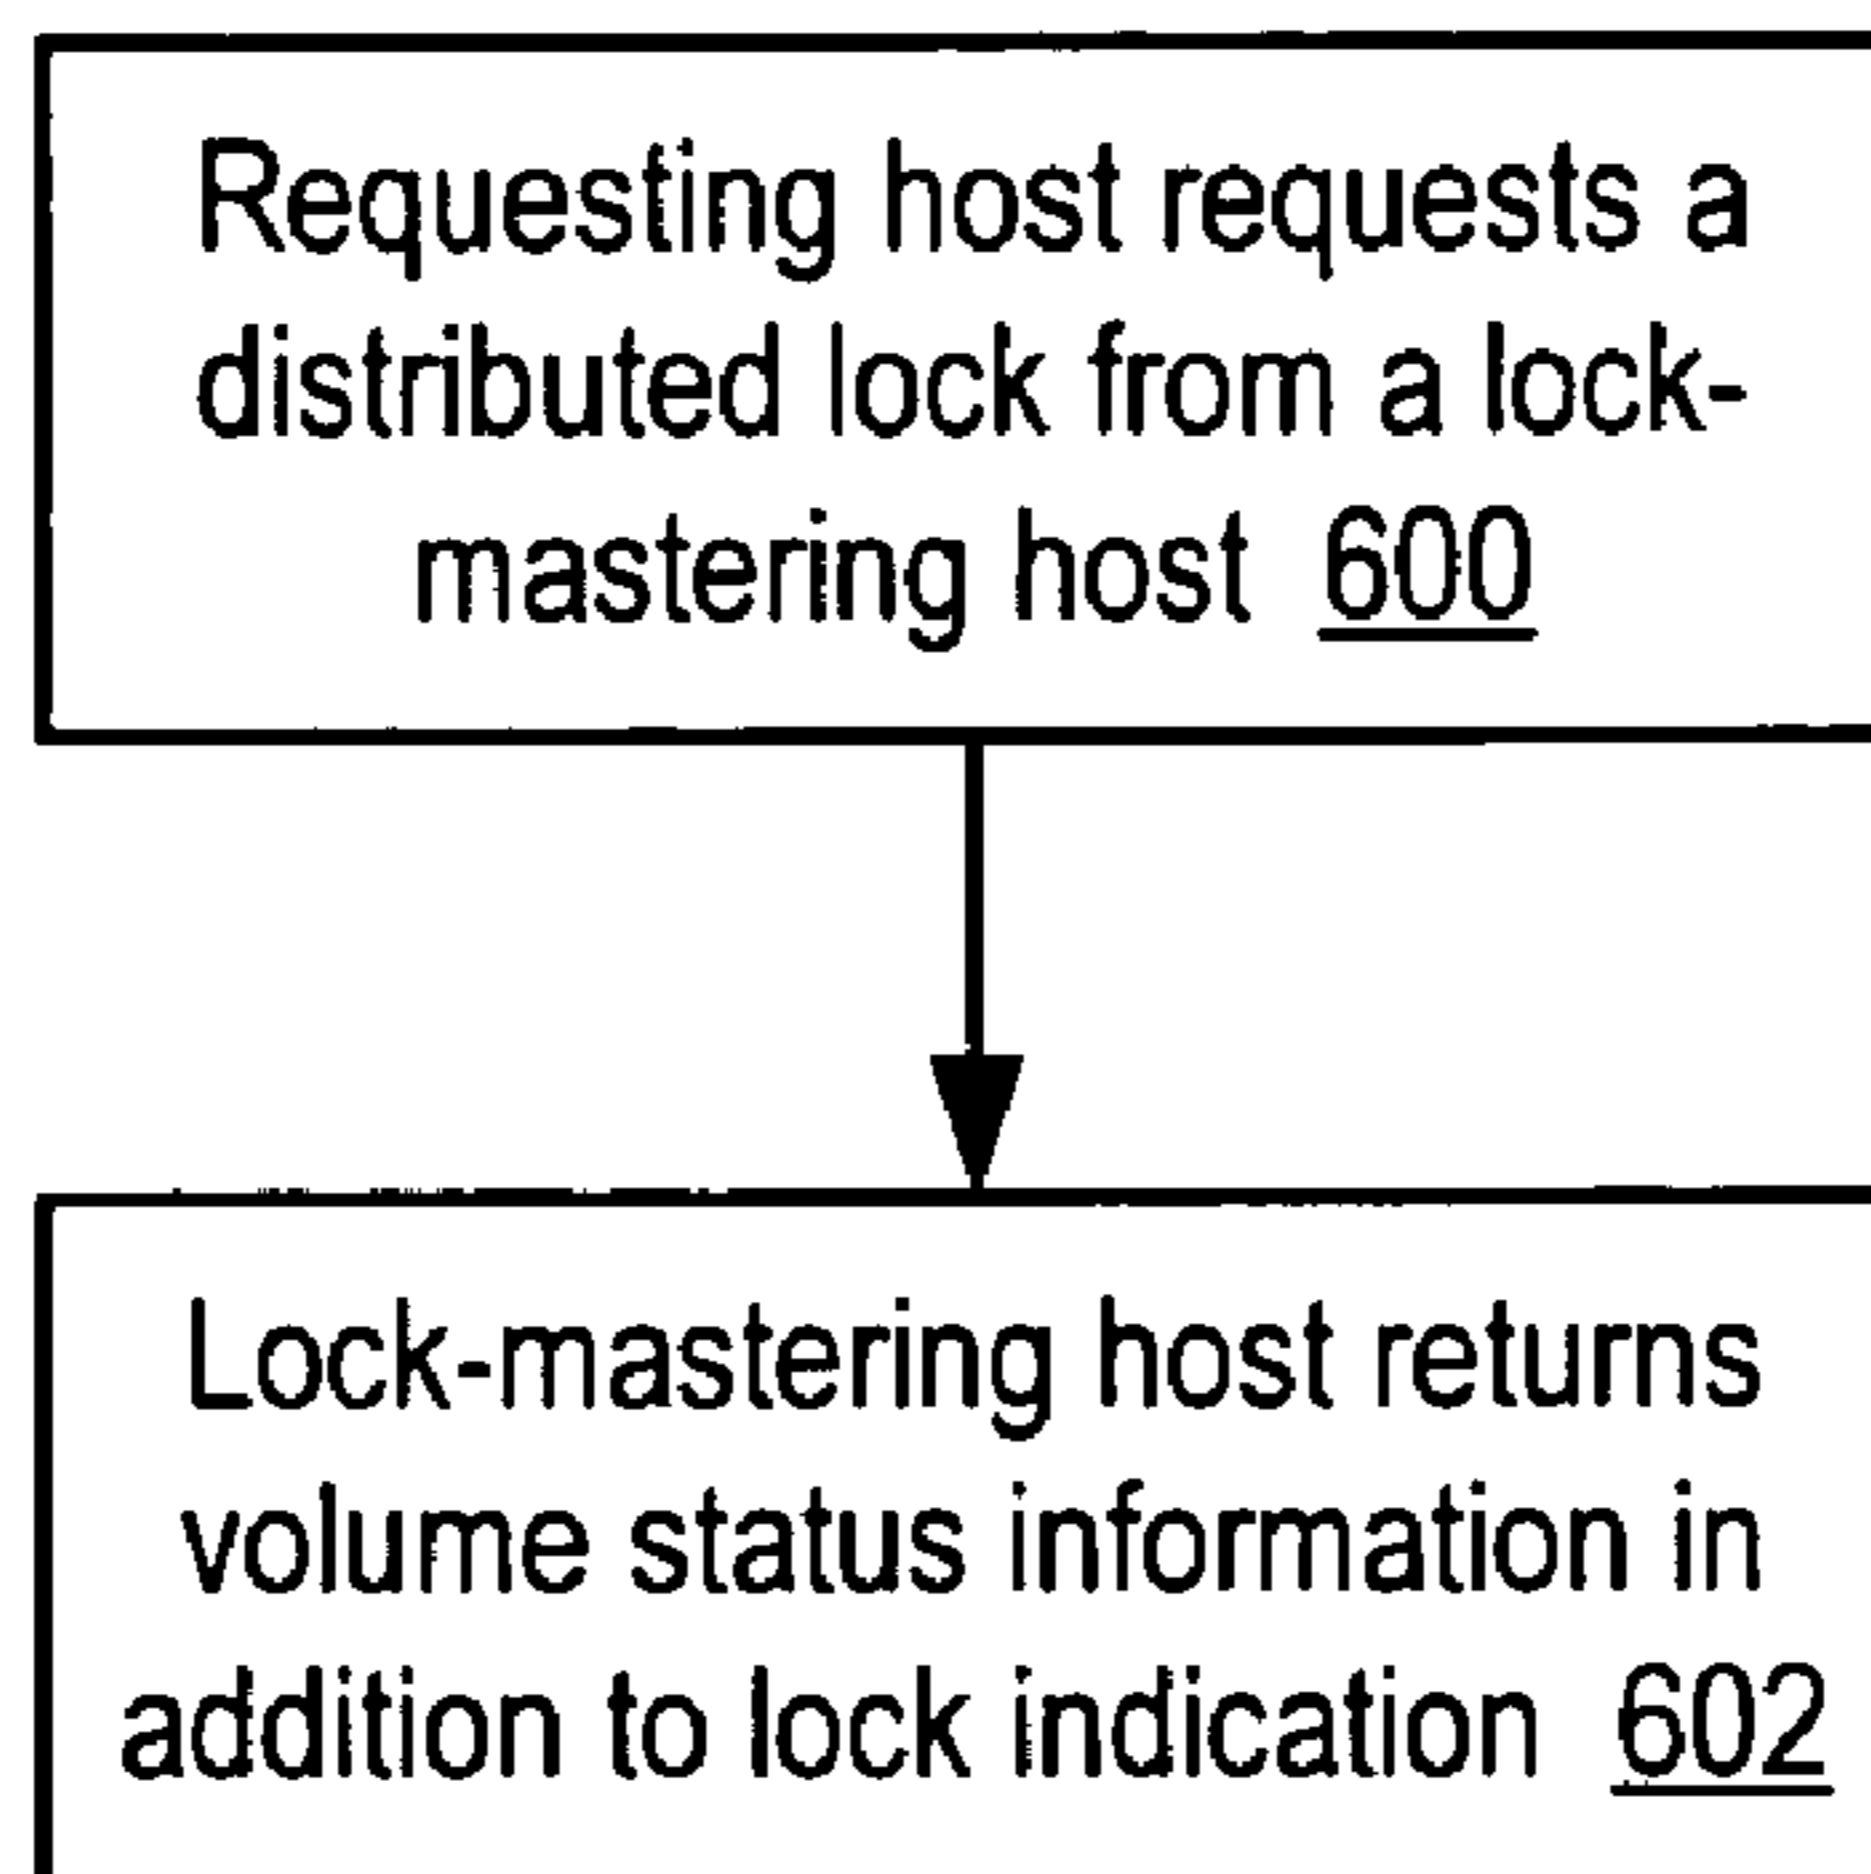 Requesting host requests a
distributed lock from a lock-
mastering host 600
Lock-mastering host returns
volume status information in
addition to lock indication 602